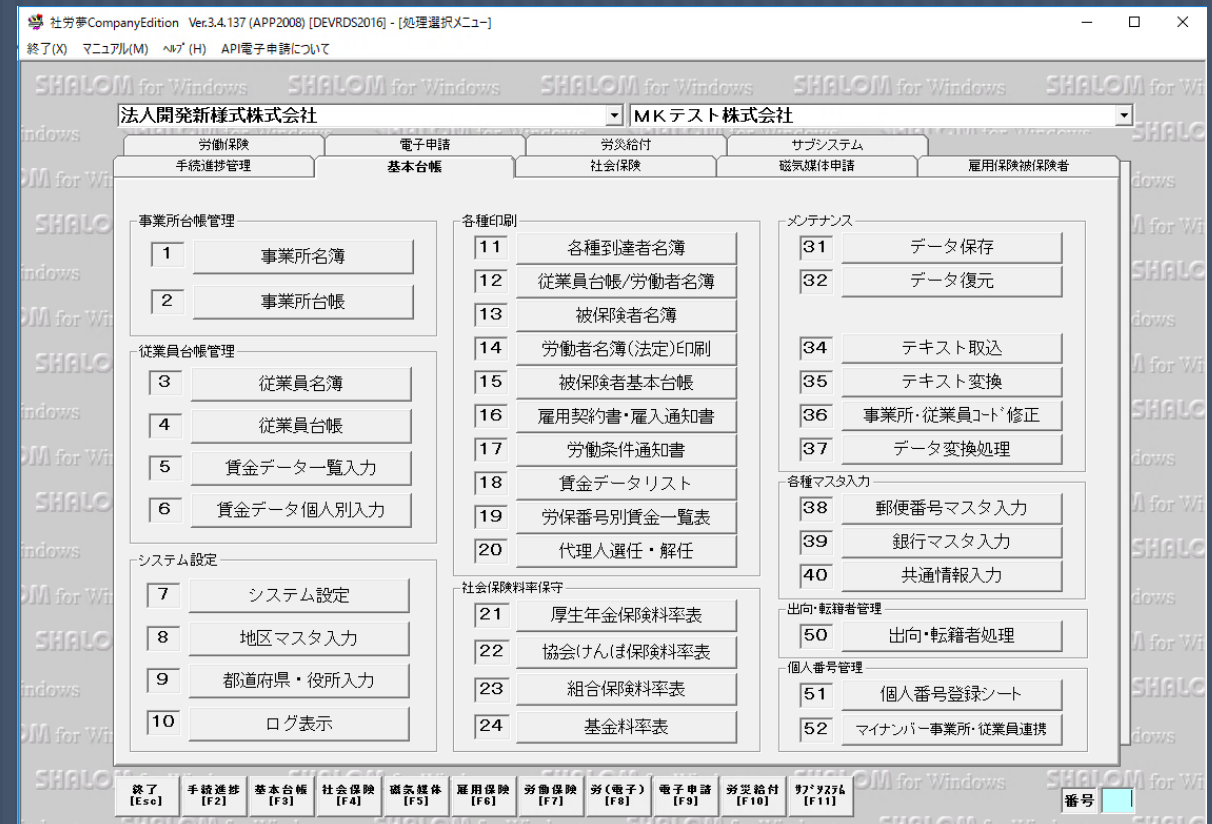 社労夢CompanyEdition Ver.3.4.137 (APP2008) [DEVRDS2016] - [処理選択メニュー]
終了(X) マニュアル(M) ヘルプ(H) API電子申請について
SHALOM for Windows SHALOM for Windows SHALOM for Windows SHALOM for Windows SHALOM for Wi
法人開発新様式株式会社 MKテスト株式会社
労働保険 電子申請 労災給付 サブシステム
手続進捗管理 基本台帳 社会保険 磁気媒体申請 雇用保険被保険者
事業所台帳管理
1 事業所名簿
2 事業所台帳
従業員台帳管理
3 従業員名簿
4 従業員台帳
5 賃金データ一覧入力
6 賃金データ個人別入力
システム設定
7 システム設定
8 地区マスタ入力
9 都道府県・役所入力
10 ログ表示
各種印刷
11 各種到達者名簿
12 従業員台帳/労働者名簿
13 被保険者名簿
14 労働者名簿(法定)印刷
15 被保険者基本台帳
16 雇用契約書・雇入通知書
17 労働条件通知書
18 賃金データリスト
19 労保番号別賃金一覧表
20 代理人選任・解任
社会保険料率保守
21 厚生年金保険料率表
22 協会けんぽ保険料率表
23 組合保険料率表
24 基金料率表
メンテナンス
31 データ保存
32 データ復元
34 テキスト取込
35 テキスト変換
36 事業所・従業員コード修正
37 データ変換処理
各種マスタ入力
38 郵便番号マスタ入力
39 銀行マスタ入力
40 共通情報入力
出向・転籍者管理
50 出向・転籍者処理
個人番号管理
51 個人番号登録シート
52 マイナンバー事業所・従業員連携
終了 手続進捗 基本台帳 社会保険 磁気媒体 雇用保険 労働保険 労(電子) 電子申請 労災給付 サブシステム
[Esc] [F2] [F3] [F4] [F5] [F6] [F7] [F8] [F9] [F10] [F11]
番号